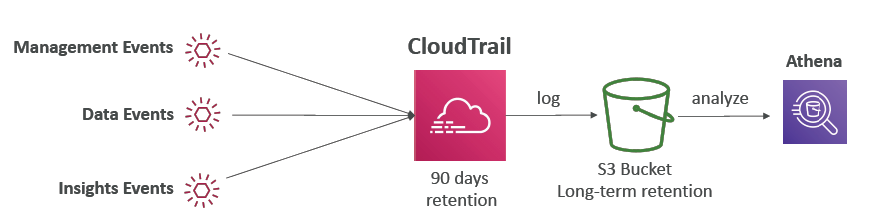 CloudTrail
Management Events
Athena
Data Events
log
analyze
90 days
retention
S3 Bucket
Long-term retention
Insights Events